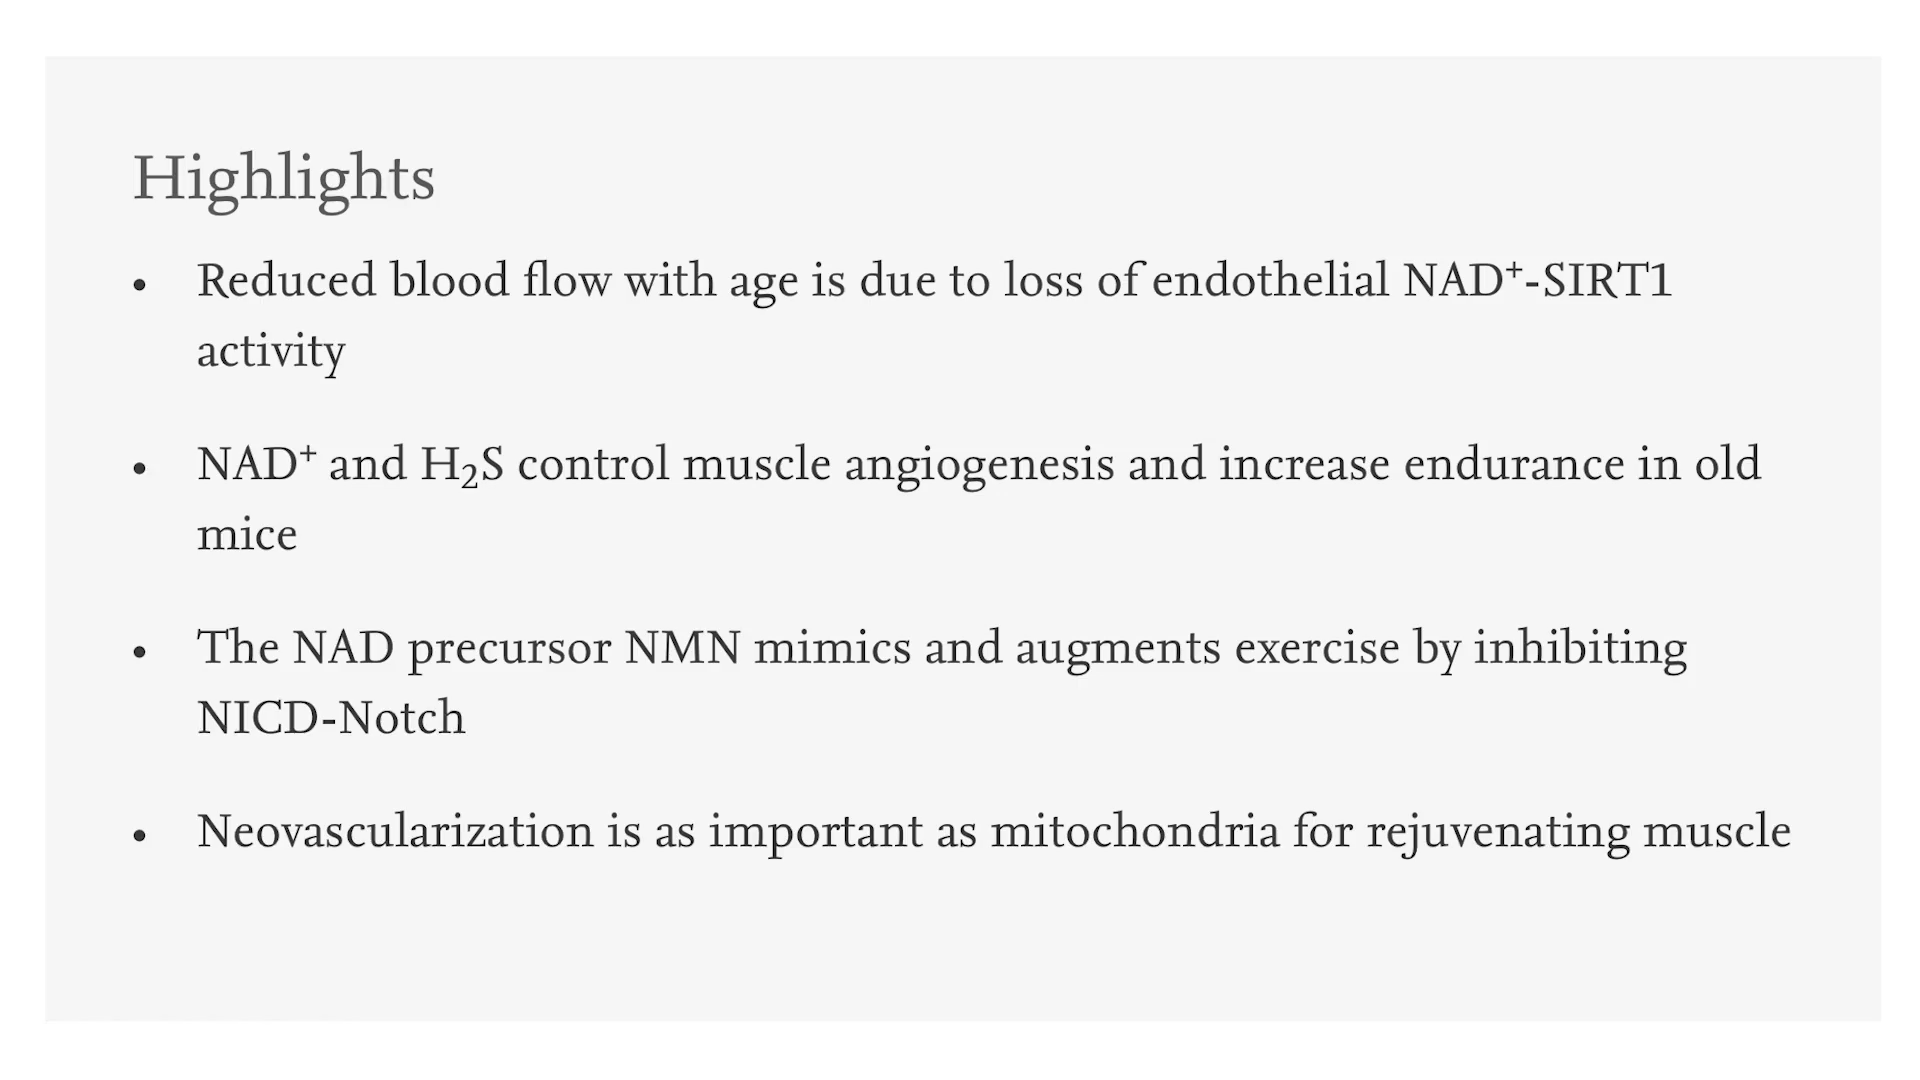 Highlights
• Reduced blood flow with age is due to loss of endothelial NAD⁺-SIRT1
activity
• NAD⁺ and H₂S control muscle angiogenesis and increase endurance in old
mice
• The NAD precursor NMN mimics and augments exercise by inhibiting
NICD-Notch
• Neovascularization is as important as mitochondria for rejuvenating muscle